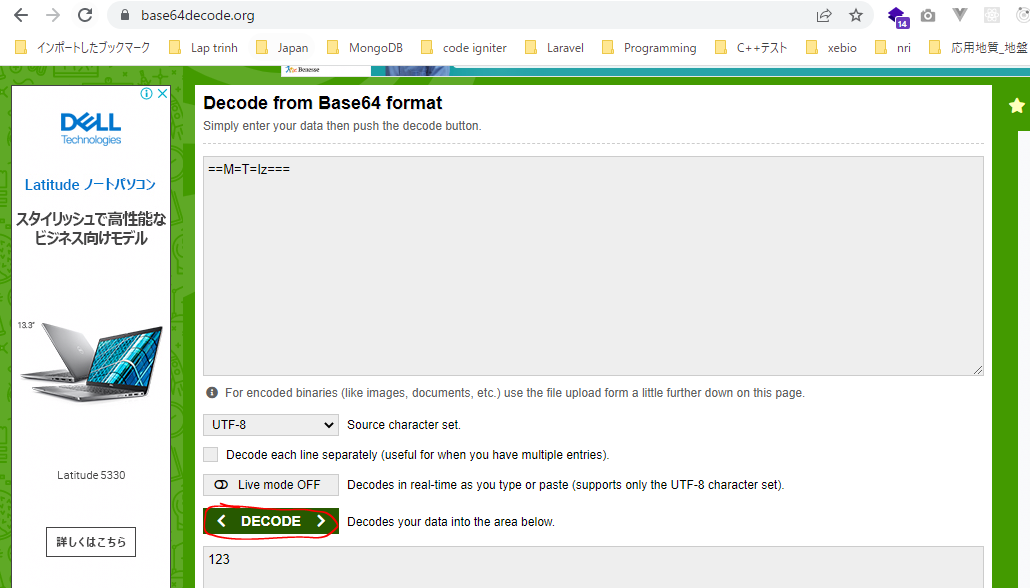 base64decode.org
14
インポートしたブックマーク Lap trinh Japan MongoDB code igniter Laravel Programming C++テスト xebio nri 応用地質_地盤
Benesse
DELL
Technologies
Latitude ノートパソコン
スタイリッシュで高性能な
ビジネス向けモデル
13.3"
Latitude 5330
詳しくはこちら
Decode from Base64 format
Simply enter your data then push the decode button.
==M=T=Iz===
For encoded binaries (like images, documents, etc.) use the file upload form a little further down on this page.
UTF-8 Source character set.
Decode each line separately (useful for when you have multiple entries).
Live mode OFF Decodes in real-time as you type or paste (supports only the UTF-8 character set).
< DECODE > Decodes your data into the area below.
123